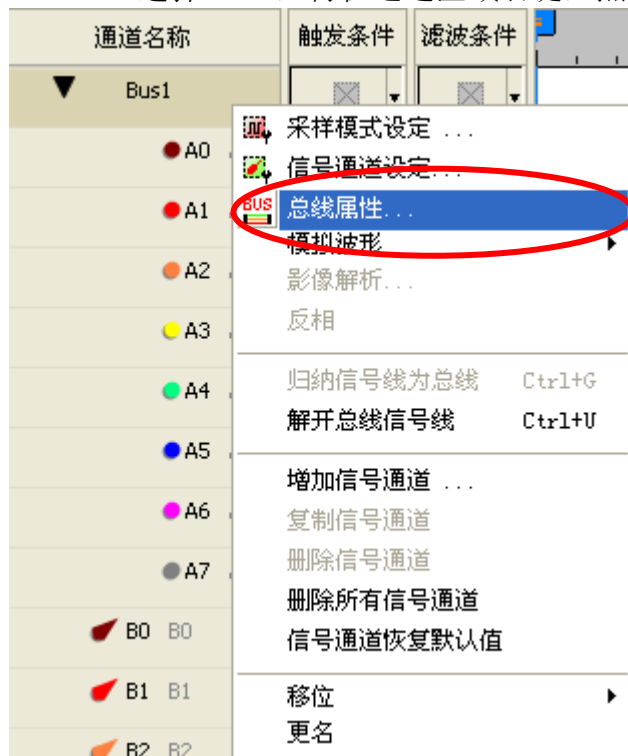 通道名称 触发条件 滤波条件
Bus1
采样模式设定 ...
A0
信号通道设定...
A1
BUS 总线属性...
模拟波形
A2
影像解析...
A3
反相
A4
归纳信号线为总线 Ctrl+G
解开总线信号线 Ctrl+U
A5
增加信号通道 ...
A6
复制信号通道
A7
删除信号通道
删除所有信号通道
B0 B0
信号通道恢复默认值
B1 B1
移位
更名
B2 B2